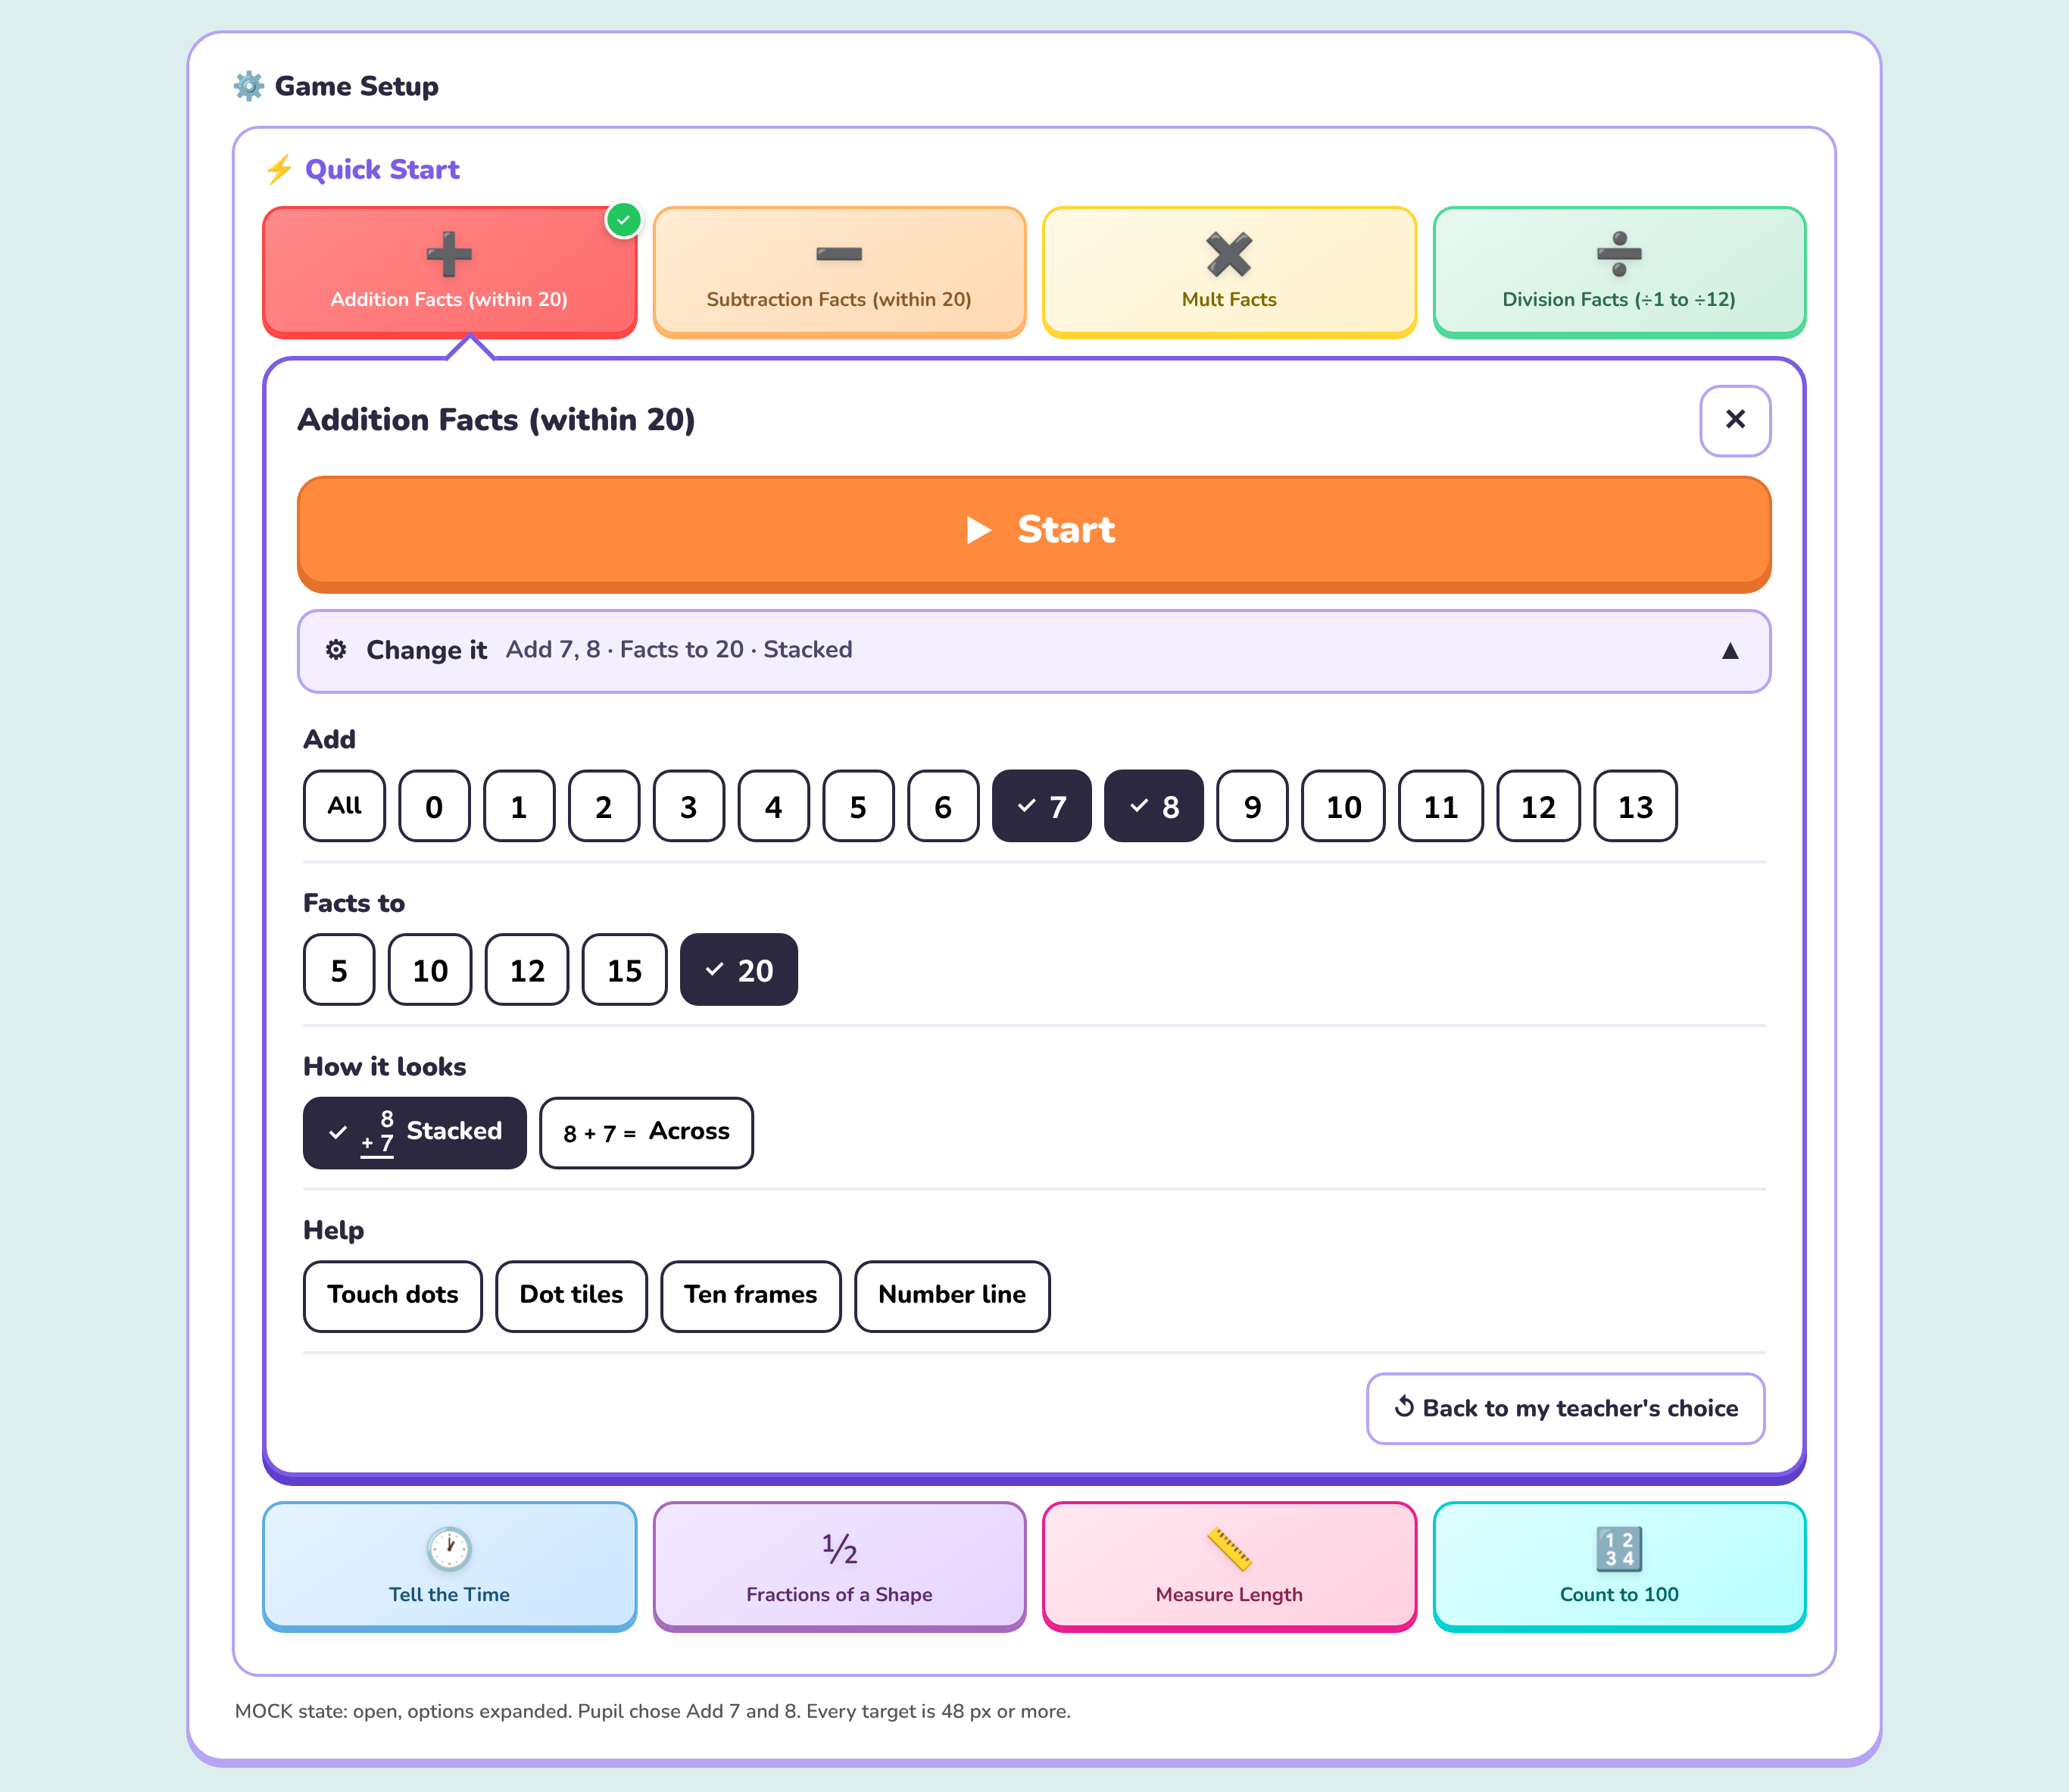 ⚙️ Game Setup
⚡ Quick Start
➕ ➖ ✖️ ➗
Addition Facts (within 20) Subtraction Facts (within 20) Mult Facts Division Facts (÷1 to ÷12)
Addition Facts (within 20) ✕
▶ Start
⚙ Change it Add 7, 8 · Facts to 20 · Stacked ▲
Add
All 0 1 2 3 4 5 6 ✓ 7 ✓ 8 9 10 11 12 13
Facts to
5 10 12 15 ✓ 20
How it looks
✓ 8
+ 7 Stacked 8 + 7 = Across
Help
Touch dots Dot tiles Ten frames Number line
↺ Back to my teacher's choice
🕐 ½ 📏 🔢
Tell the Time Fractions of a Shape Measure Length Count to 100
MOCK state: open, options expanded. Pupil chose Add 7 and 8. Every target is 48 px or more.